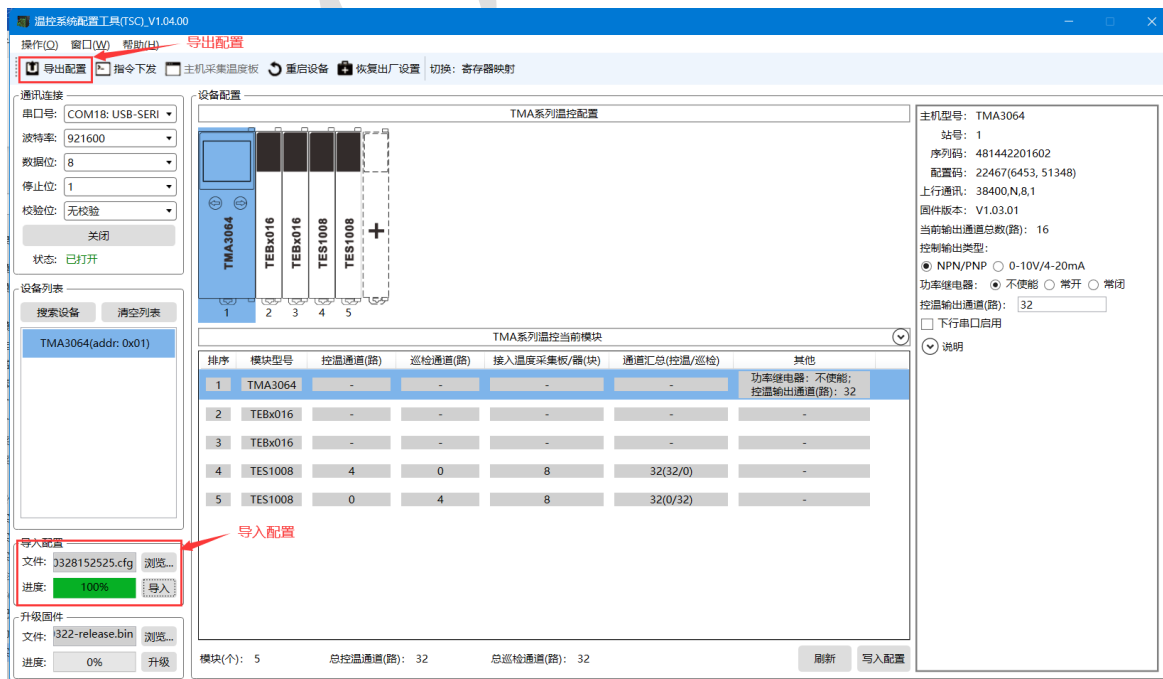 温控系统配置工具(TSC)_V1.04.00
操作(O) 窗口(W) 帮助(H)
导出配置
导出配置 指令下发 主机采集温度板 重启设备 恢复出厂设置 切换：寄存器映射
通讯连接
串口号: COM18: USB-SERI
波特率: 921600
数据位: 8
停止位: 1
校验位: 无校验
关闭
状态: 已打开
设备列表
搜索设备 清空列表
TMA3064(addr: 0x01)
导入配置
文件: 0328152525.cfg 浏览...
进度: 100% 导入
升级固件
文件: 322-release.bin 浏览...
进度: 0% 升级
设备配置
TMA系列温控配置
TMA3064 TEBx016 TEBx016 TES1008 TES1008 +
1 2 3 4 5
TMA系列温控当前模块
排序 模块型号 控温通道(路) 巡检通道(路) 接入温度采集板/器(块) 通道汇总(控温/巡检) 其他
1 TMA3064 - - - - 功率继电器：不使能;
控温输出通道(路)：32
2 TEBx016 - - - - -
3 TEBx016 - - - - -
4 TES1008 4 0 8 32(32/0) -
5 TES1008 0 4 8 32(0/32) -
导入配置
模块(个)： 5 总控温通道(路)： 32 总巡检通道(路)： 32 刷新 写入配置
主机型号： TMA3064
站号： 1
序列码： 481442201602
配置码： 22467(6453, 51348)
上行通讯： 38400,N,8,1
固件版本： V1.03.01
当前输出通道总数(路)： 16
控制输出类型：
NPN/PNP 0-10V/4-20mA
功率继电器： 不使能 常开 常闭
控温输出通道(路)： 32
下行串口启用
说明